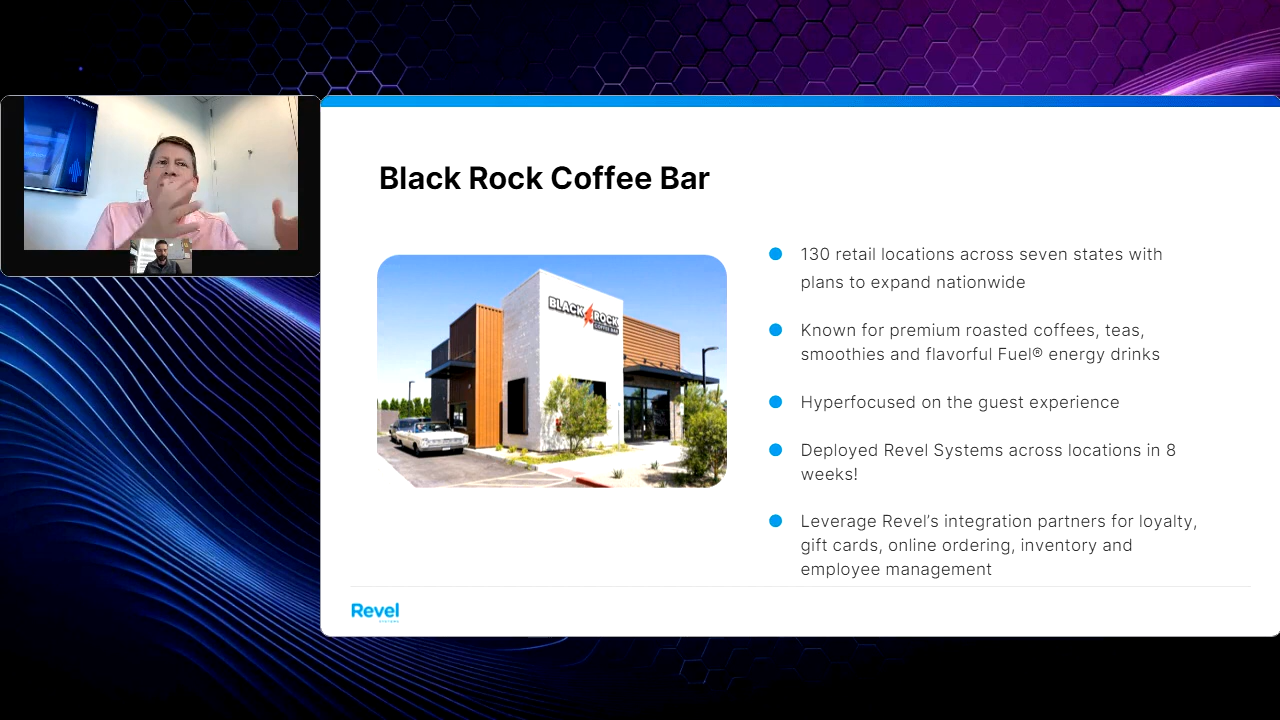 Black Rock Coffee Bar
BLACK ROCK
COFFEE BAR
130 retail locations across seven states with
plans to expand nationwide
Known for premium roasted coffees, teas,
smoothies and flavorful Fuel® energy drinks
Hyperfocused on the guest experience
Deployed Revel Systems across locations in 8
weeks!
Leverage Revel’s integration partners for loyalty,
gift cards, online ordering, inventory and
employee management
Revel
SYSTEMS